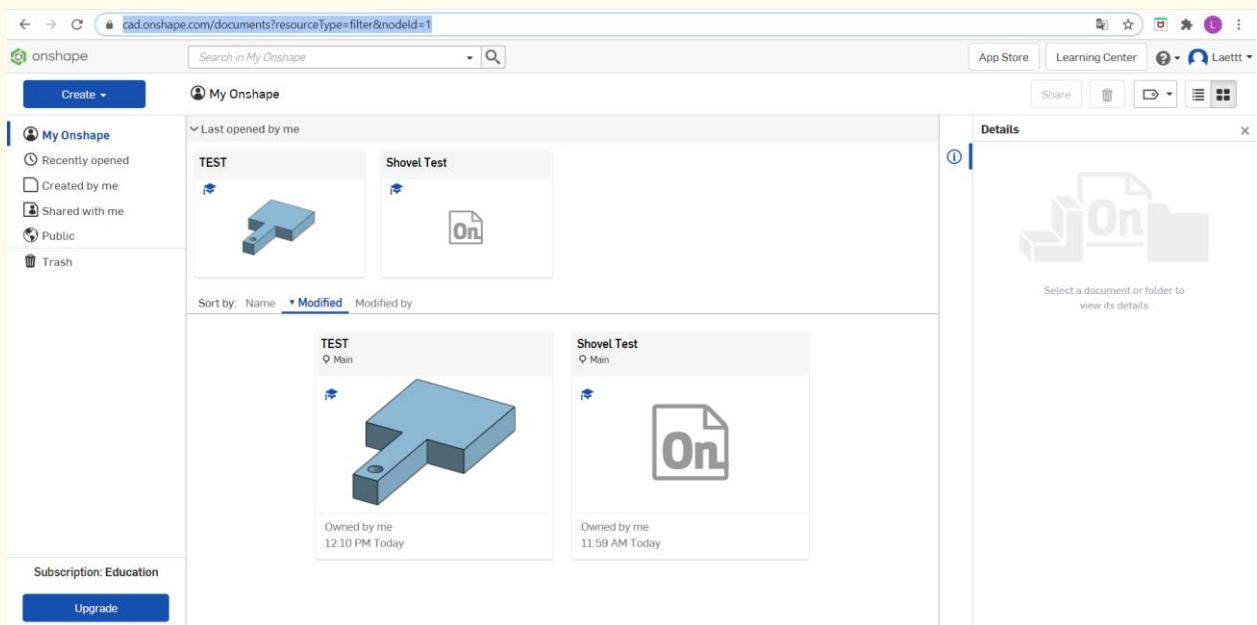 cad.onshape.com/documents?resourceType=filter&nodeId=1
L
onshape
Search in My Onshape
App Store
Learning Center
Laettt
Create
My Onshape
Share
My Onshape
Recently opened
Created by me
Shared with me
Public
Trash
Last opened by me
TEST
Shovel Test
On
Sort by: Name Modified Modified by
TEST
Main
Owned by me
12:10 PM Today
Shovel Test
Main
On
Owned by me
11:59 AM Today
Details
On
Select a document or folder to
view its details
Subscription: Education
Upgrade